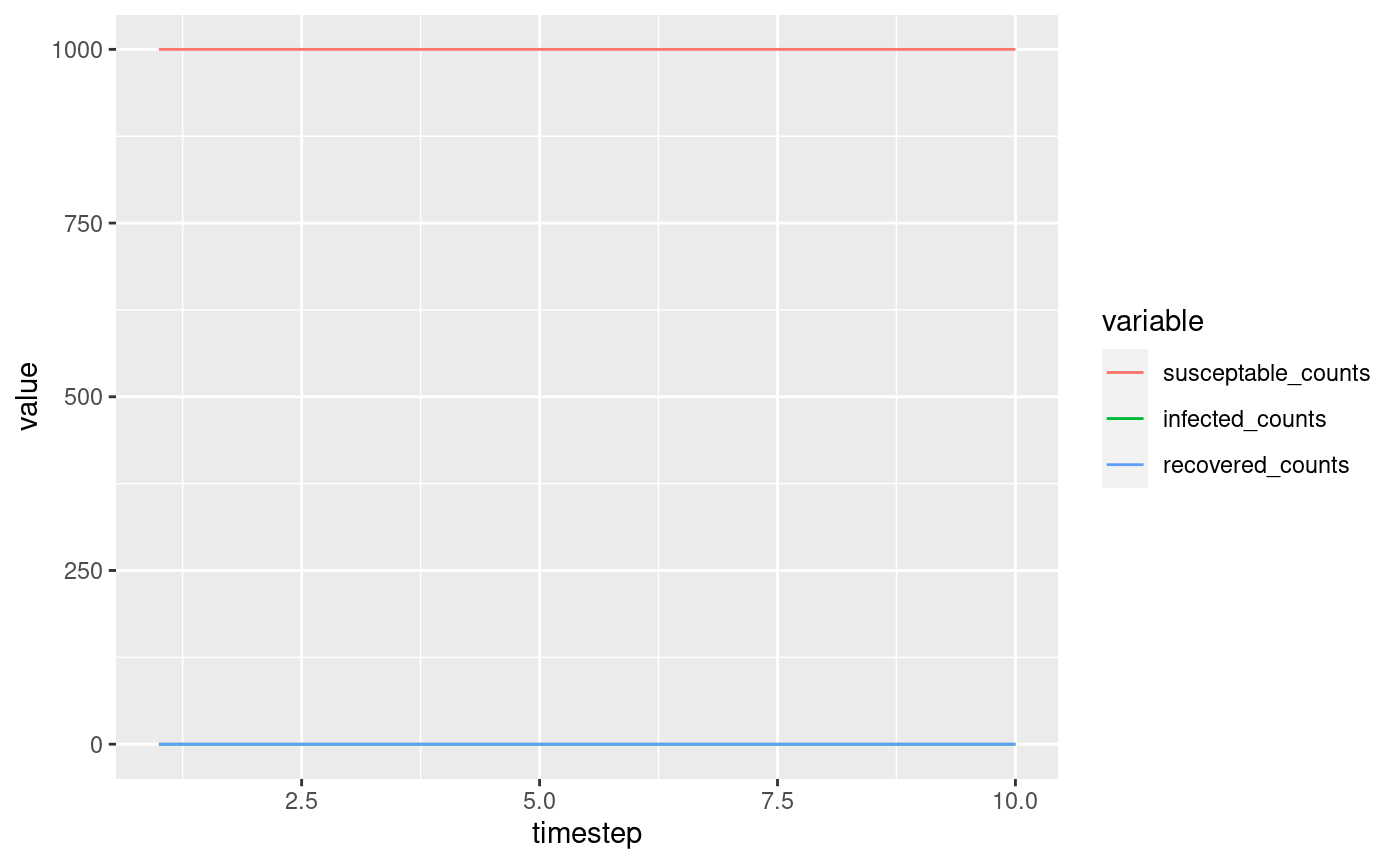 1000
750
500
250
0
value
2.5 5.0 7.5 10.0
timestep
variable
susceptable_counts
infected_counts
recovered_counts